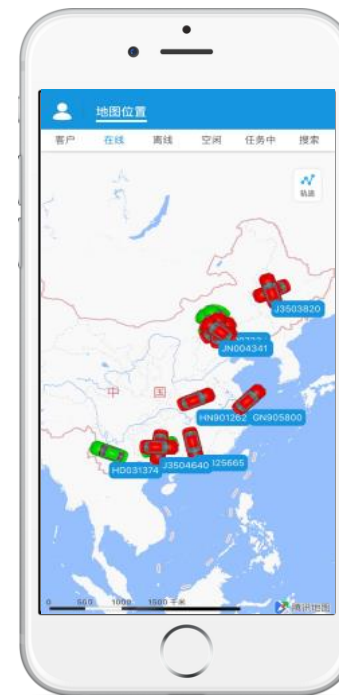 地图位置
客户 在线 离线 空闲 任务中 搜索
轨迹
J3503820
JN004341
中 国
HN901262 GN905800
J3504640
HD031374
0 500 1000 1500 千米
腾讯地图